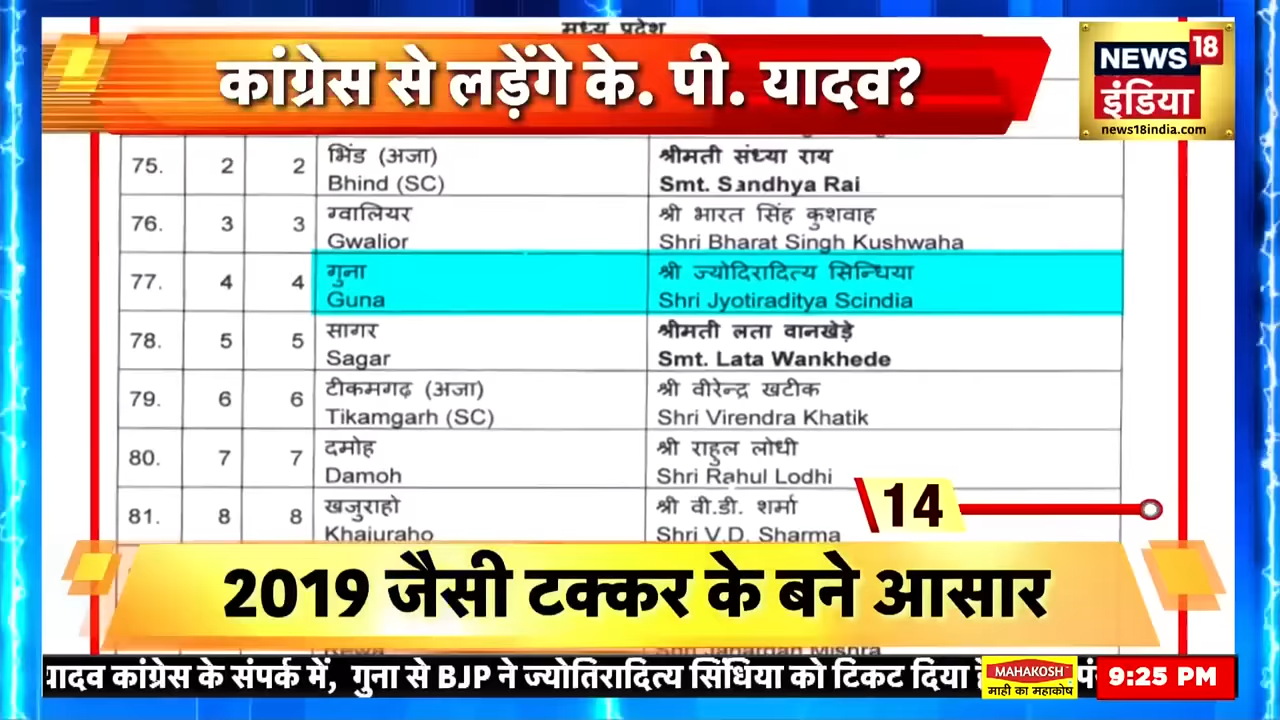 मध्य प्रदेश
कांग्रेस से लड़ेंगे के. पी. यादव?
NEWS 18
इंडिया
news18india.com
75. 2 2 भिंड (अजा) श्रीमती संध्या राय
Bhind (SC) Smt. Sandhya Rai
76. 3 3 ग्वालियर श्री भारत सिंह कुशवाह
Gwalior Shri Bharat Singh Kushwaha
77. 4 4 गुना श्री ज्योदिरादित्य सिन्धिया
Guna Shri Jyotiraditya Scindia
78. 5 5 सागर श्रीमती लता वानखेड़े
Sagar Smt. Lata Wankhede
79. 6 6 टीकमगढ़ (अजा) श्री वीरेन्द्र खटीक
Tikamgarh (SC) Shri Virendra Khatik
80. 7 7 दमोह श्री राहुल लोधी
Damoh Shri Rahul Lodhi
81. 8 8 खजुराहो श्री वी.डी. शर्मा
Khajuraho Shri V.D. Sharma
14
2019 जैसी टक्कर के बने आसार
Rewa Shri Janardan Mishra
यादव कांग्रेस के संपर्क में, गुना से BJP ने ज्योतिरादित्य सिंधिया को टिकट दिया
MAHAKOSH
माही का महाकोष
9:25 PM